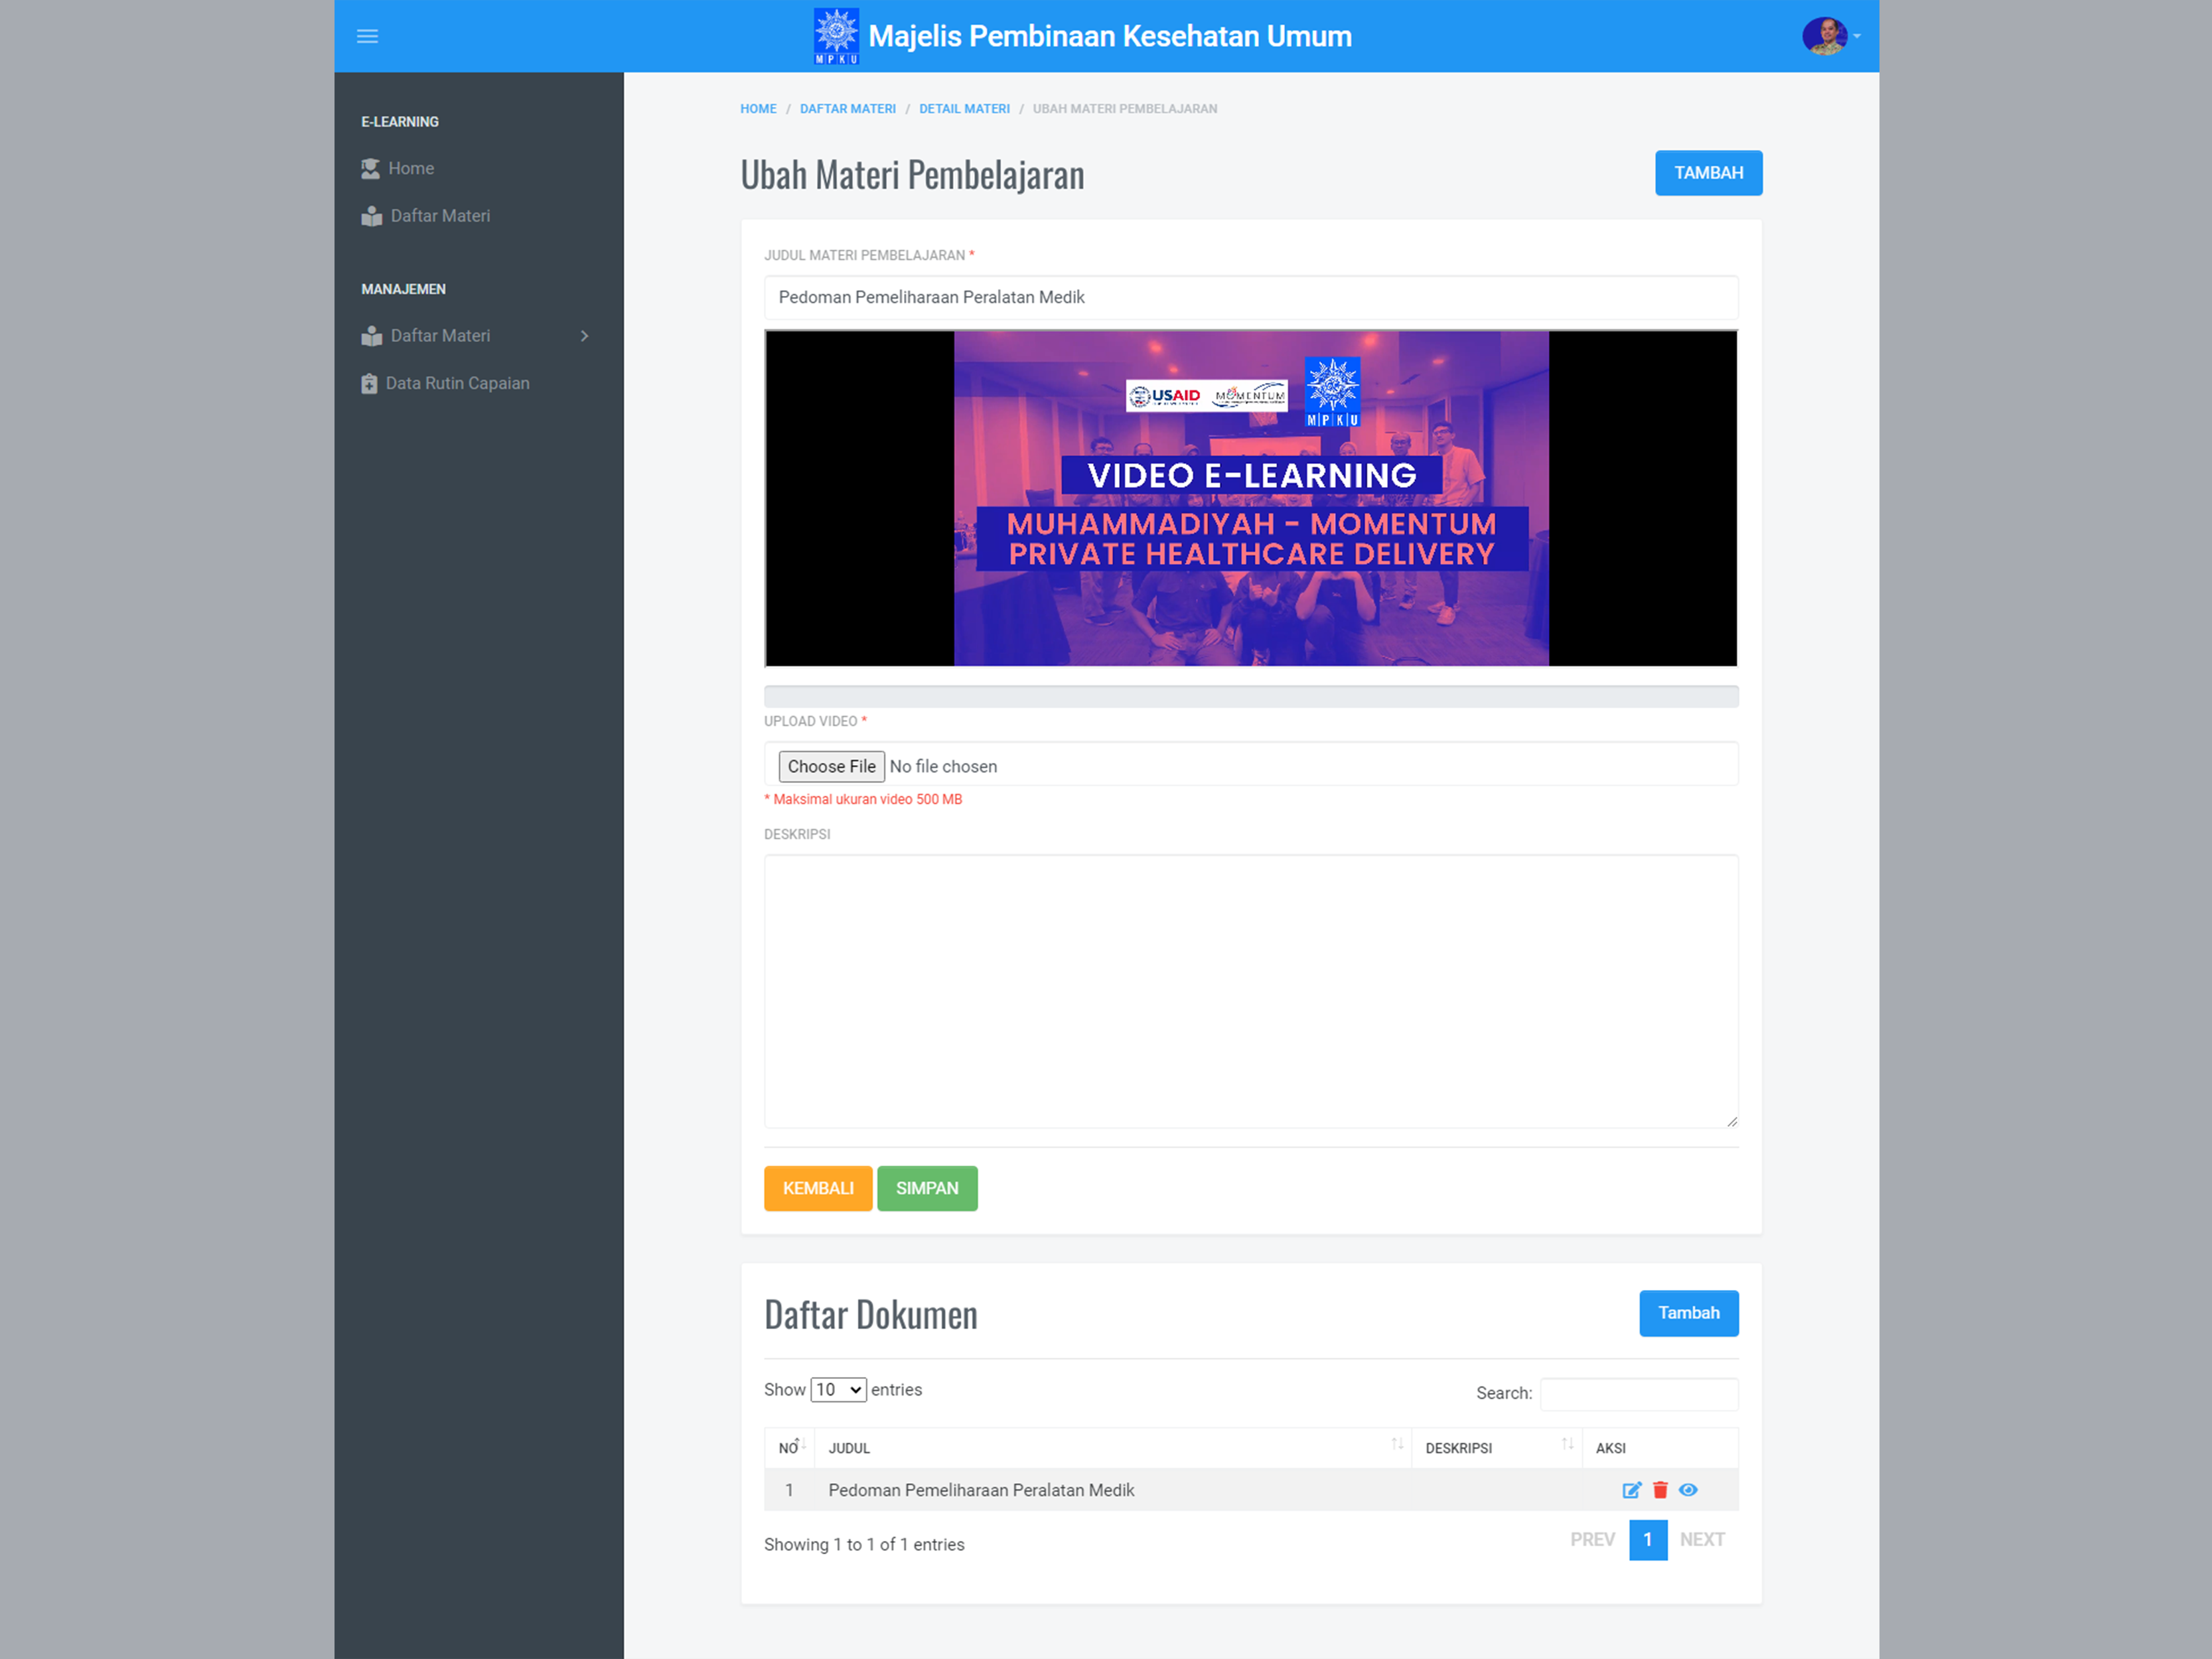 MPKU
Majelis Pembinaan Kesehatan Umum
E-LEARNING
Home
Daftar Materi
MANAJEMEN
Daftar Materi
Data Rutin Capaian
HOME / DAFTAR MATERI / DETAIL MATERI / UBAH MATERI PEMBELAJARAN
Ubah Materi Pembelajaran
TAMBAH
JUDUL MATERI PEMBELAJARAN *
Pedoman Pemeliharaan Peralatan Medik
USAID
MOMENTUM
M|P|K|U
VIDEO E-LEARNING
MUHAMMADIYAH - MOMENTUM
PRIVATE HEALTHCARE DELIVERY
UPLOAD VIDEO *
Choose File No file chosen
* Maksimal ukuran video 500 MB
DESKRIPSI
KEMBALI SIMPAN
Daftar Dokumen
Tambah
Show 10 entries
Search:
NO JUDUL DESKRIPSI AKSI
1 Pedoman Pemeliharaan Peralatan Medik
Showing 1 to 1 of 1 entries
PREV 1 NEXT